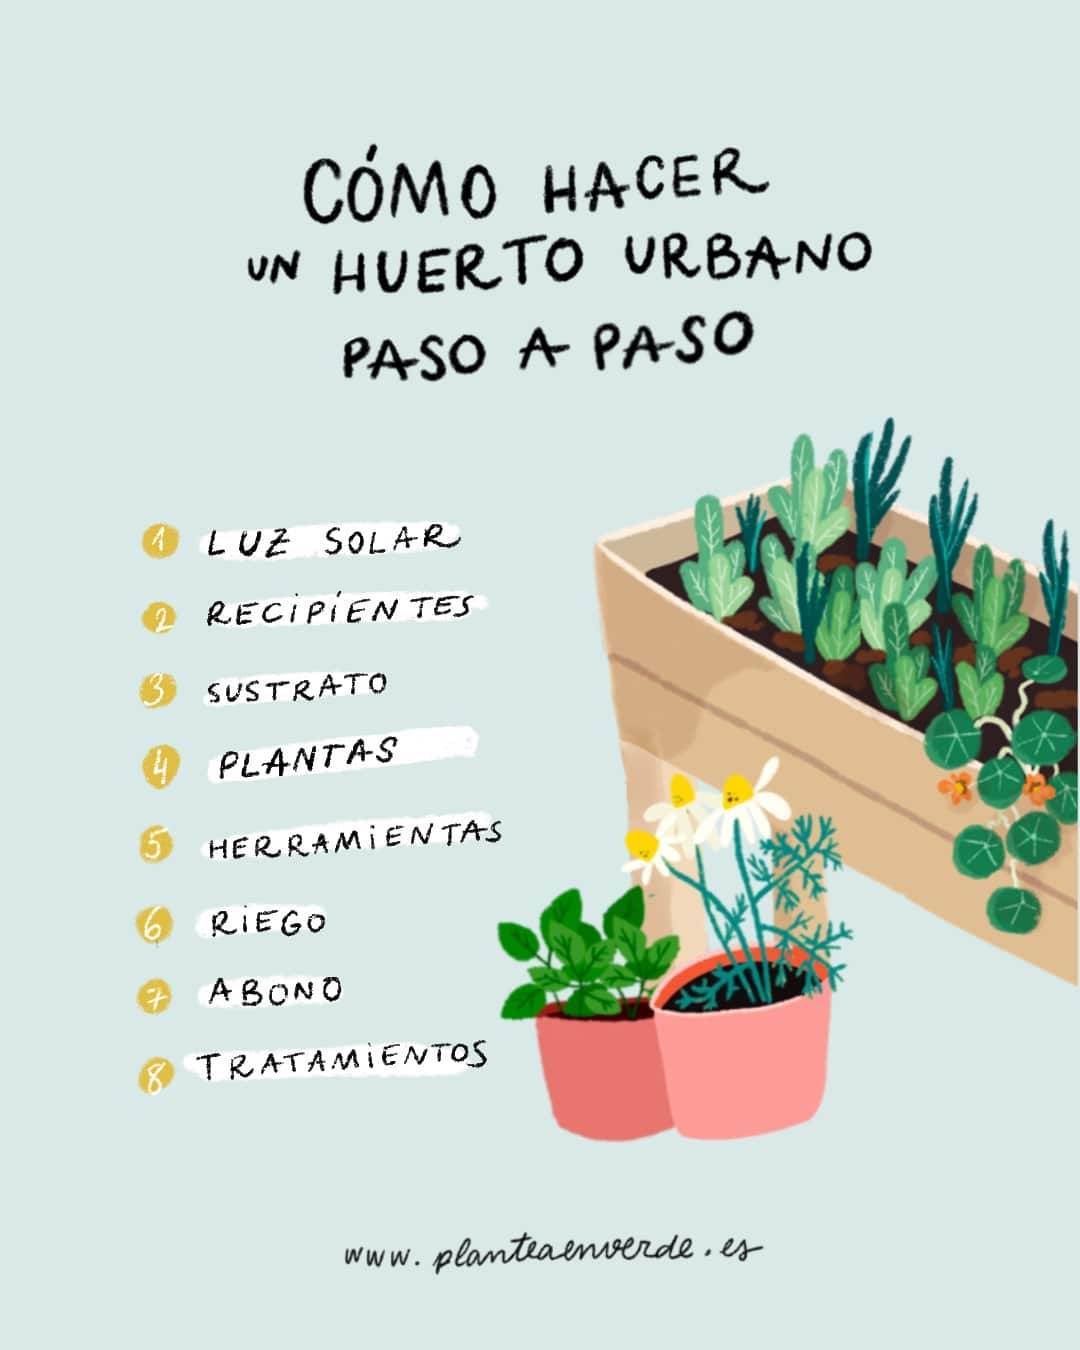 CÓMO HACER
UN HUERTO URBANO
PASO A PASO
1 LUZ SOLAR
2 RECIPIENTES
3 SUSTRATO
4 PLANTAS
5 HERRAMIENTAS
6 RIEGO
7 ABONO
8 TRATAMIENTOS
www.planteaenverde.es